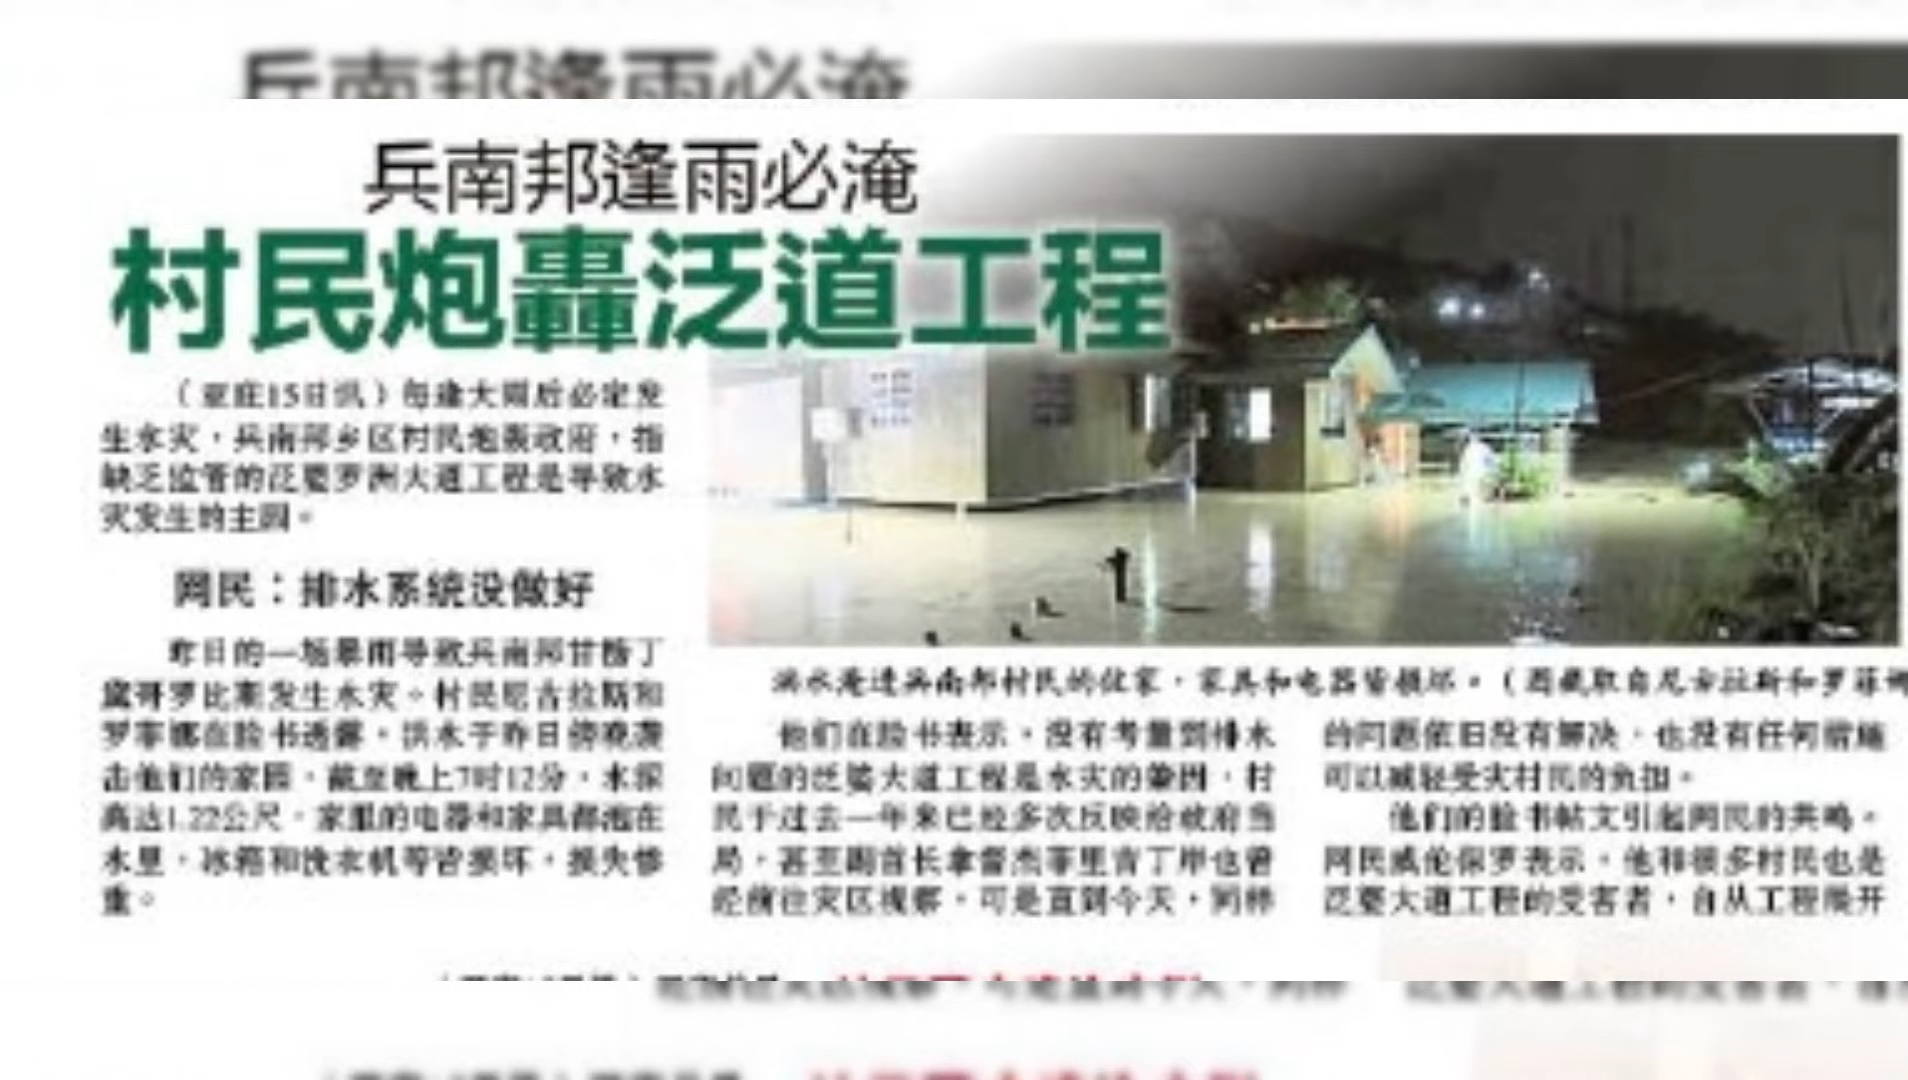 兵南邦逢雨必淹
兵南邦逢雨必淹
村民炮轟泛道工程
（亚庇15日讯）每逢大雨后必定发
生水灾，兵南邦乡区村民炮轰政府，指
缺乏监管的泛婆罗洲大道工程是导致水
灾发生的主因。
网民：排水系統没做好
昨日的一场暴雨导致兵南邦甘榜丁
哥罗比斯发生水灾。村民尼古拉斯和
罗菲娜在脸书透露，洪水于昨日傍晚袭
击他们的家园，截至晚上7时12分，水深
高达1.22公尺，家里的电器和家具都泡在
水里，冰箱和洗衣机等皆损坏，损失惨
重。
洪水淹进兵南邦村民的住家，家具和电器皆损坏。（图截取自尼古拉斯和罗菲娜
他们在脸书表示，没有考量到排水
问题的泛婆大道工程是水灾的肇因，村
民于过去一年来已经多次反映给政府当
局，甚至副首长拿督杰菲里吉丁岸也曾
经前往灾区视察，可是直到今天，同样
的问题依旧没有解决，也没有任何措施
可以减轻受灾村民的负担。
他们的脸书帖文引起网民的共鸣。
网民威伦保罗表示，他和很多村民也是
泛婆大道工程的受害者，自从工程展开